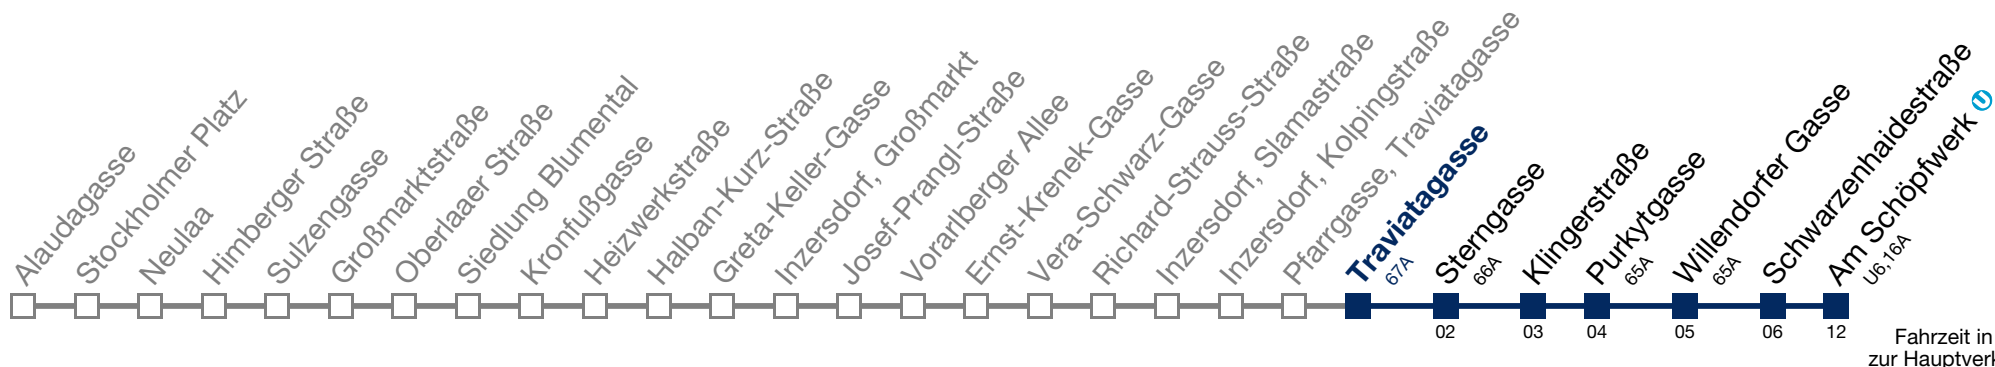 Alaudagasse
Stockholmer Platz
Neulaa
Himberger Straße
Sulzengasse
Großmarktstraße
Oberlaaer Straße
Siedlung Blumental
Kronfußgasse
Heizwerkstraße
Halban-Kurz-Straße
Greta-Keller-Gasse
Inzersdorf, Großmarkt
Josef-Prangl-Straße
Vorarlberger Allee
Ernst-Krenek-Gasse
Vera-Schwarz-Gasse
Richard-Strauss-Straße
Inzersdorf, Slamastraße
Inzersdorf, Kolpingstraße
Pfarrgasse, Traviatagasse
Traviatagasse
67A
Sterngasse
66A
Klingerstraße
Purkytgasse
65A
Willendorfer Gasse
65A
Schwarzenhaidestraße
Am Schöpfwerk U
U6,16A
02
03
04
05
06
12
Fahrzeit in
zur Hauptverk